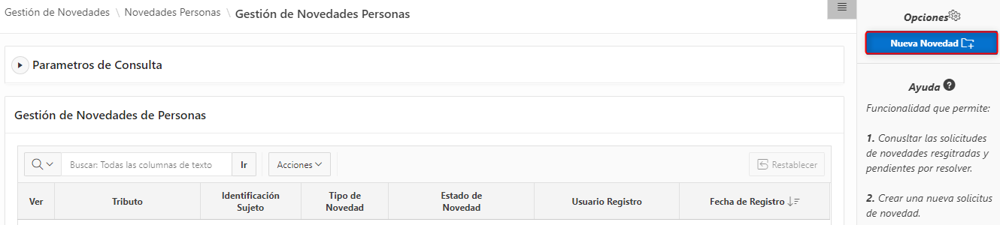 Gestión de Novedades \ Novedades Personas \ Gestión de Novedades Personas
Parametros de Consulta
Gestión de Novedades de Personas
Buscar: Todas las columnas de texto
Ir
Acciones
Restablecer
Ver
Tributo
Identificación
Sujeto
Tipo de
Novedad
Estado de
Novedad
Usuario Registro
Fecha de Registro
Opciones
Nueva Novedad
Ayuda ?
Funcionalidad que permite:
1. Conusltar las solicitudes
de novedades resgitradas y
pendientes por resolver.
2. Crear una nueva solicitus
de novedad.